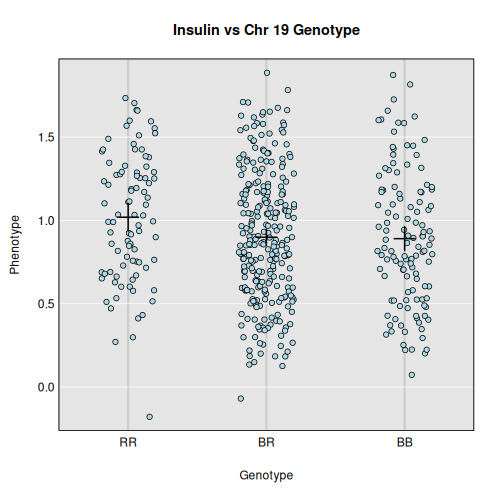 Insulin vs Chr 19 Genotype
Phenotype
1.5
1.0
0.5
0.0
RR BR BB
Genotype